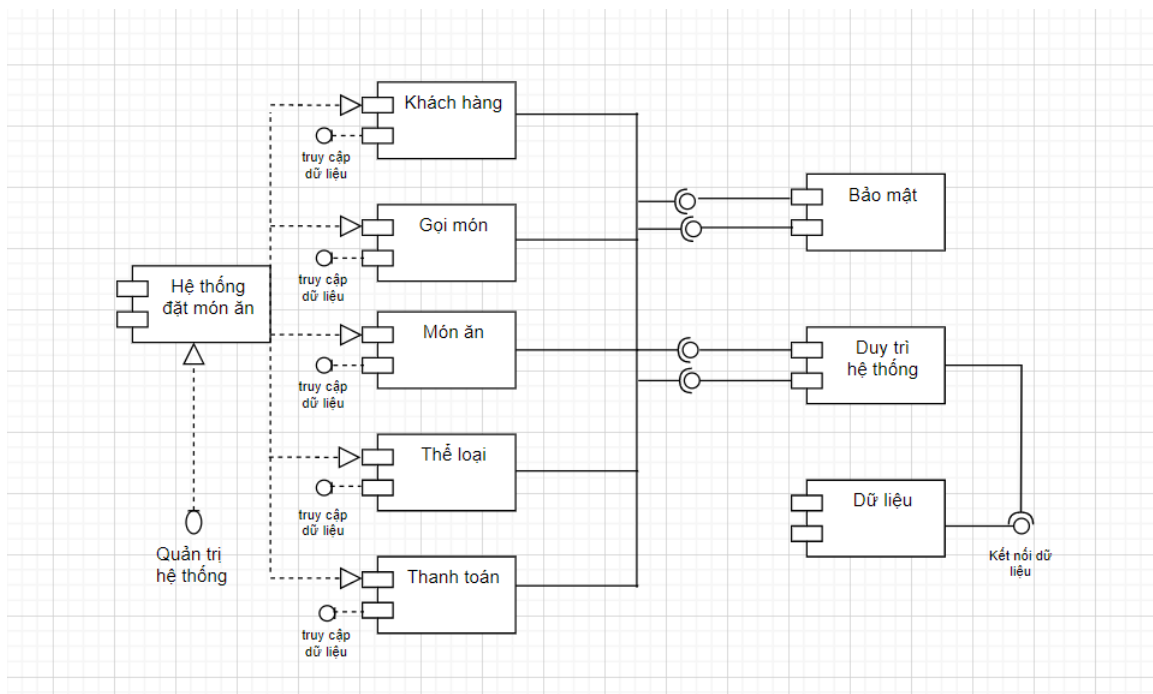 Khách hàng
truy cập
dữ liệu
Gọi món
truy cập
dữ liệu
Hệ thống
đặt món ăn
Món ăn
truy cập
dữ liệu
Thể loại
truy cập
dữ liệu
Quản trị
hệ thống
Thanh toán
truy cập
dữ liệu
Bảo mật
Duy trì
hệ thống
Dữ liệu
Kết nối dữ
liệu